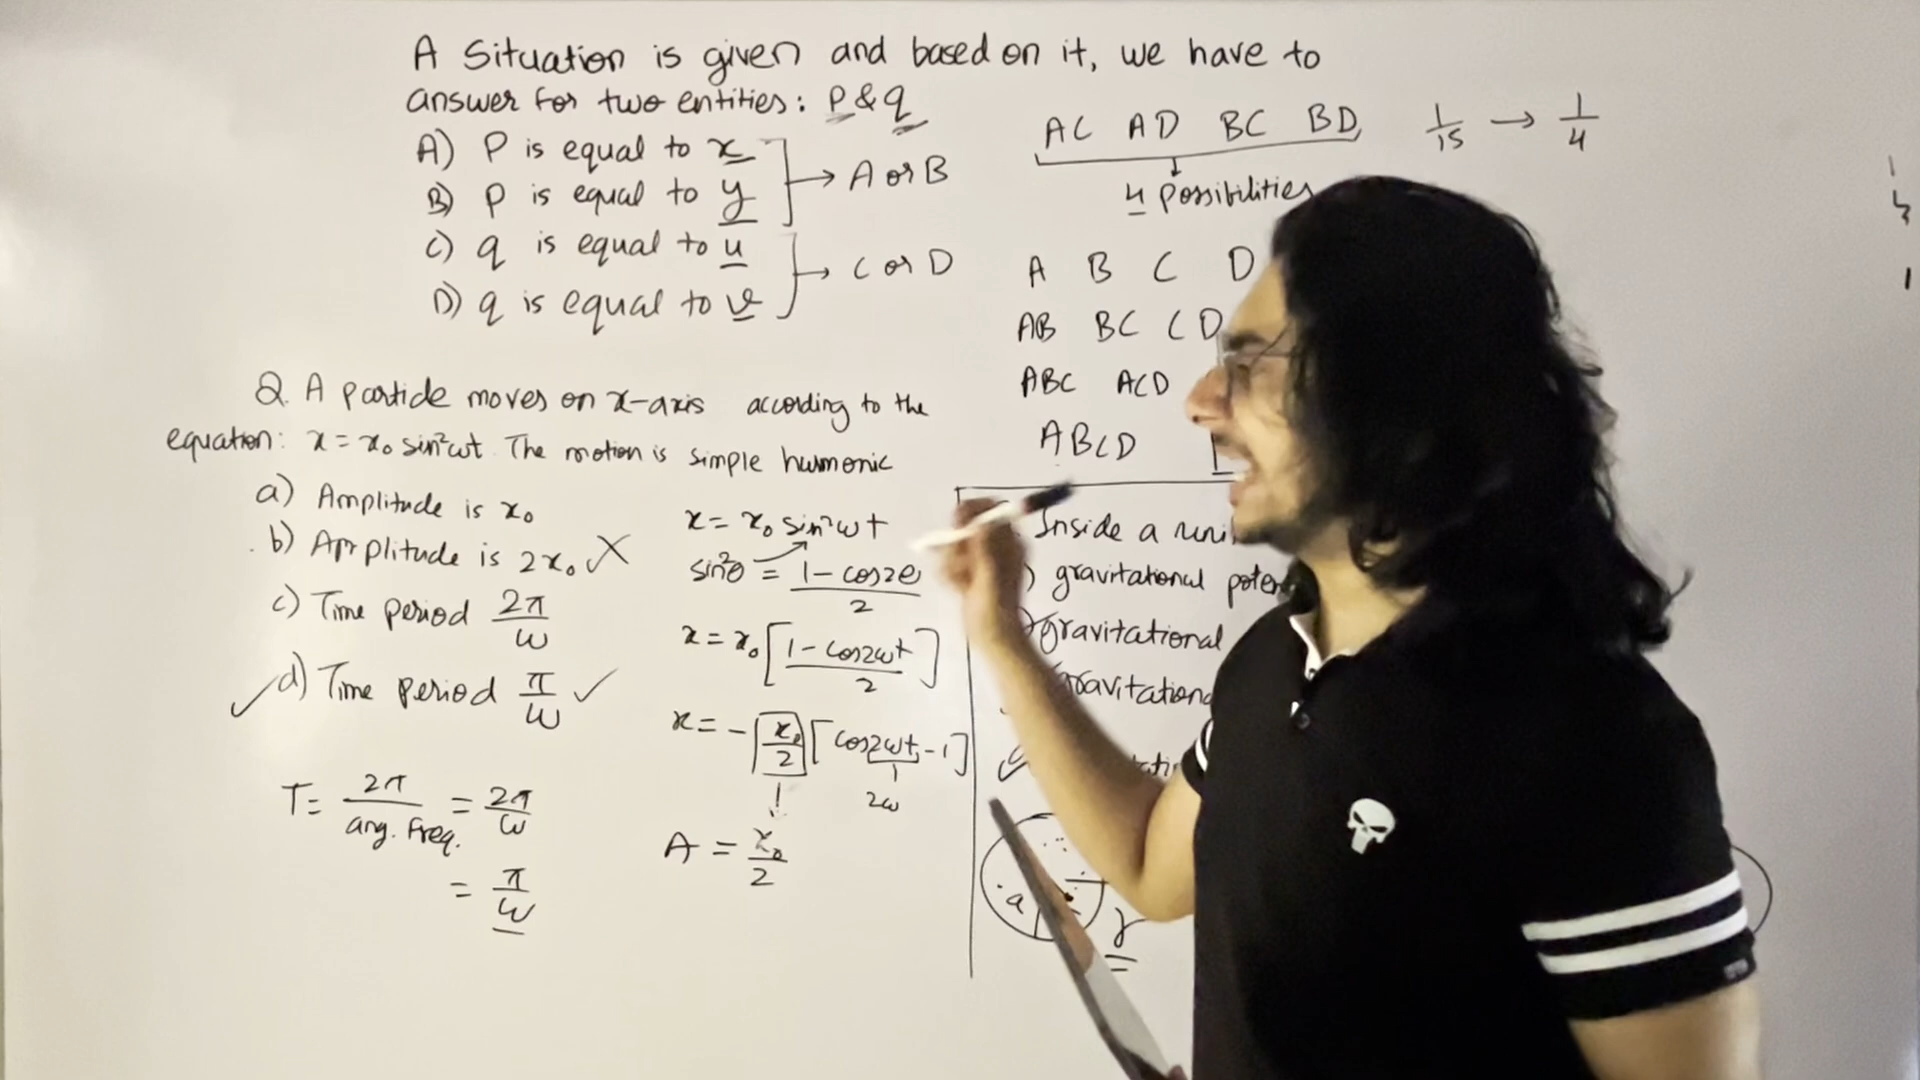 A Situation is given and based on it, we have to
answer for two entities: P & q
A) P is equal to x
B) P is equal to y
→ A or B
C) q is equal to u
D) q is equal to v
→ C or D
AC AD BC BD
4 possibilities
1/15 → 1/4
A B C D
AB BC CD
ABC ACD
ABCD
Q. A particle moves on x-axis according to the
equation: x = x₀ sin²ωt. The motion is simple harmonic
a) Amplitude is x₀
b) Amplitude is 2x₀ ✗
c) Time period 2π/ω
✓ d) Time period π/ω ✓
T = 2π/ang. freq. = 2π/ω
= π/ω
x = x₀ sin²ωt
sin²θ = 1 - cos2θ/2
x = x₀ [1 - cos2ωt/2]
x = - x₀/2 [cos2ωt - 1]
2ω
A = x₀/2
Inside a
) gravitational
gravitational
a
r